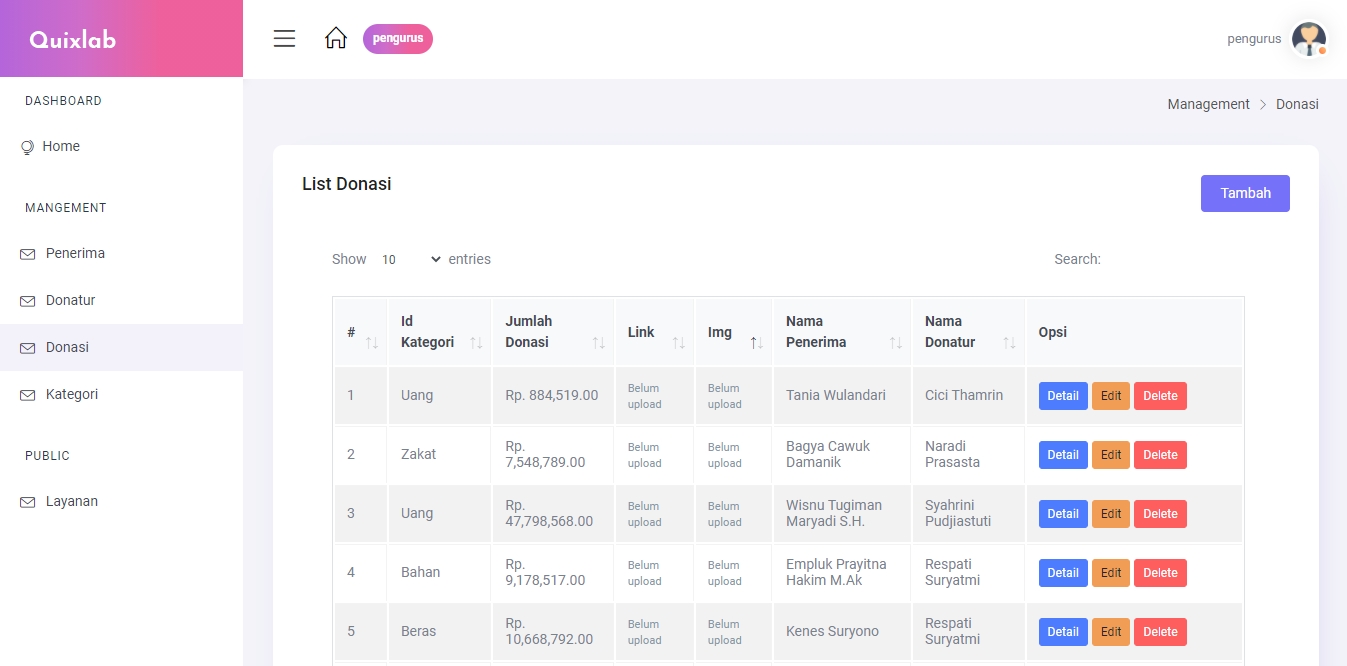 Quixlab
pengurus
pengurus
Management > Donasi
DASHBOARD
Home
MANGEMENT
Penerima
Donatur
Donasi
Kategori
PUBLIC
Layanan
List Donasi
Tambah
Show 10 entries
Search:
# Id Kategori Jumlah Donasi Link Img Nama Penerima Nama Donatur Opsi
1 Uang Rp. 884,519.00 Belum upload Belum upload Tania Wulandari Cici Thamrin Detail Edit Delete
2 Zakat Rp. 7,548,789.00 Belum upload Belum upload Bagya Cawuk Damanik Naradi Prasasta Detail Edit Delete
3 Uang Rp. 47,798,568.00 Belum upload Belum upload Wisnu Tugiman Maryadi S.H. Syahrini Pudjiastuti Detail Edit Delete
4 Bahan Rp. 9,178,517.00 Belum upload Belum upload Empluk Prayitna Hakim M.Ak Respati Suryatmi Detail Edit Delete
5 Beras Rp. 10,668,792.00 Belum upload Belum upload Kenes Suryono Respati Suryatmi Detail Edit Delete